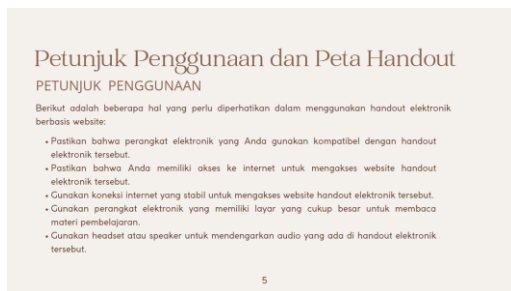 Petunjuk Penggunaan dan Peta Handout
PETUNJUK PENGGUNAAN
Berikut adalah beberapa hal yang perlu diperhatikan dalam menggunakan handout elektronik
berbasis website:
• Pastikan bahwa perangkat elektronik yang Anda gunakan kompatibel dengan handout
elektronik tersebut.
• Pastikan bahwa Anda memiliki akses ke internet untuk mengakses website handout
elektronik tersebut.
• Gunakan koneksi internet yang stabil untuk mengakses website handout elektronik tersebut.
• Gunakan perangkat elektronik yang memiliki layar yang cukup besar untuk membaca
materi pembelajaran.
• Gunakan headset atau speaker untuk mendengarkan audio yang ada di handout elektronik
tersebut.
5